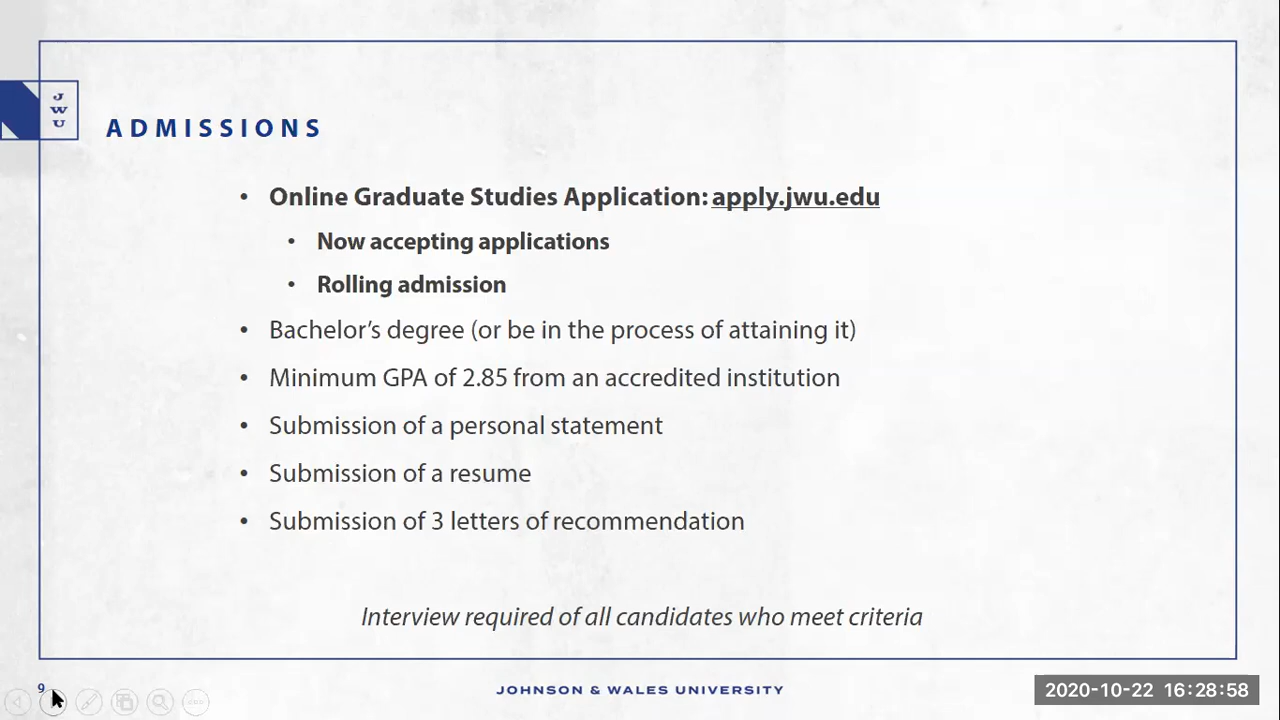 J
W
U
ADMISSIONS
• Online Graduate Studies Application: apply.jwu.edu
• Now accepting applications
• Rolling admission
• Bachelor’s degree (or be in the process of attaining it)
• Minimum GPA of 2.85 from an accredited institution
• Submission of a personal statement
• Submission of a resume
• Submission of 3 letters of recommendation
Interview required of all candidates who meet criteria
9
JOHNSON & WALES UNIVERSITY
2020-10-22 16:28:58